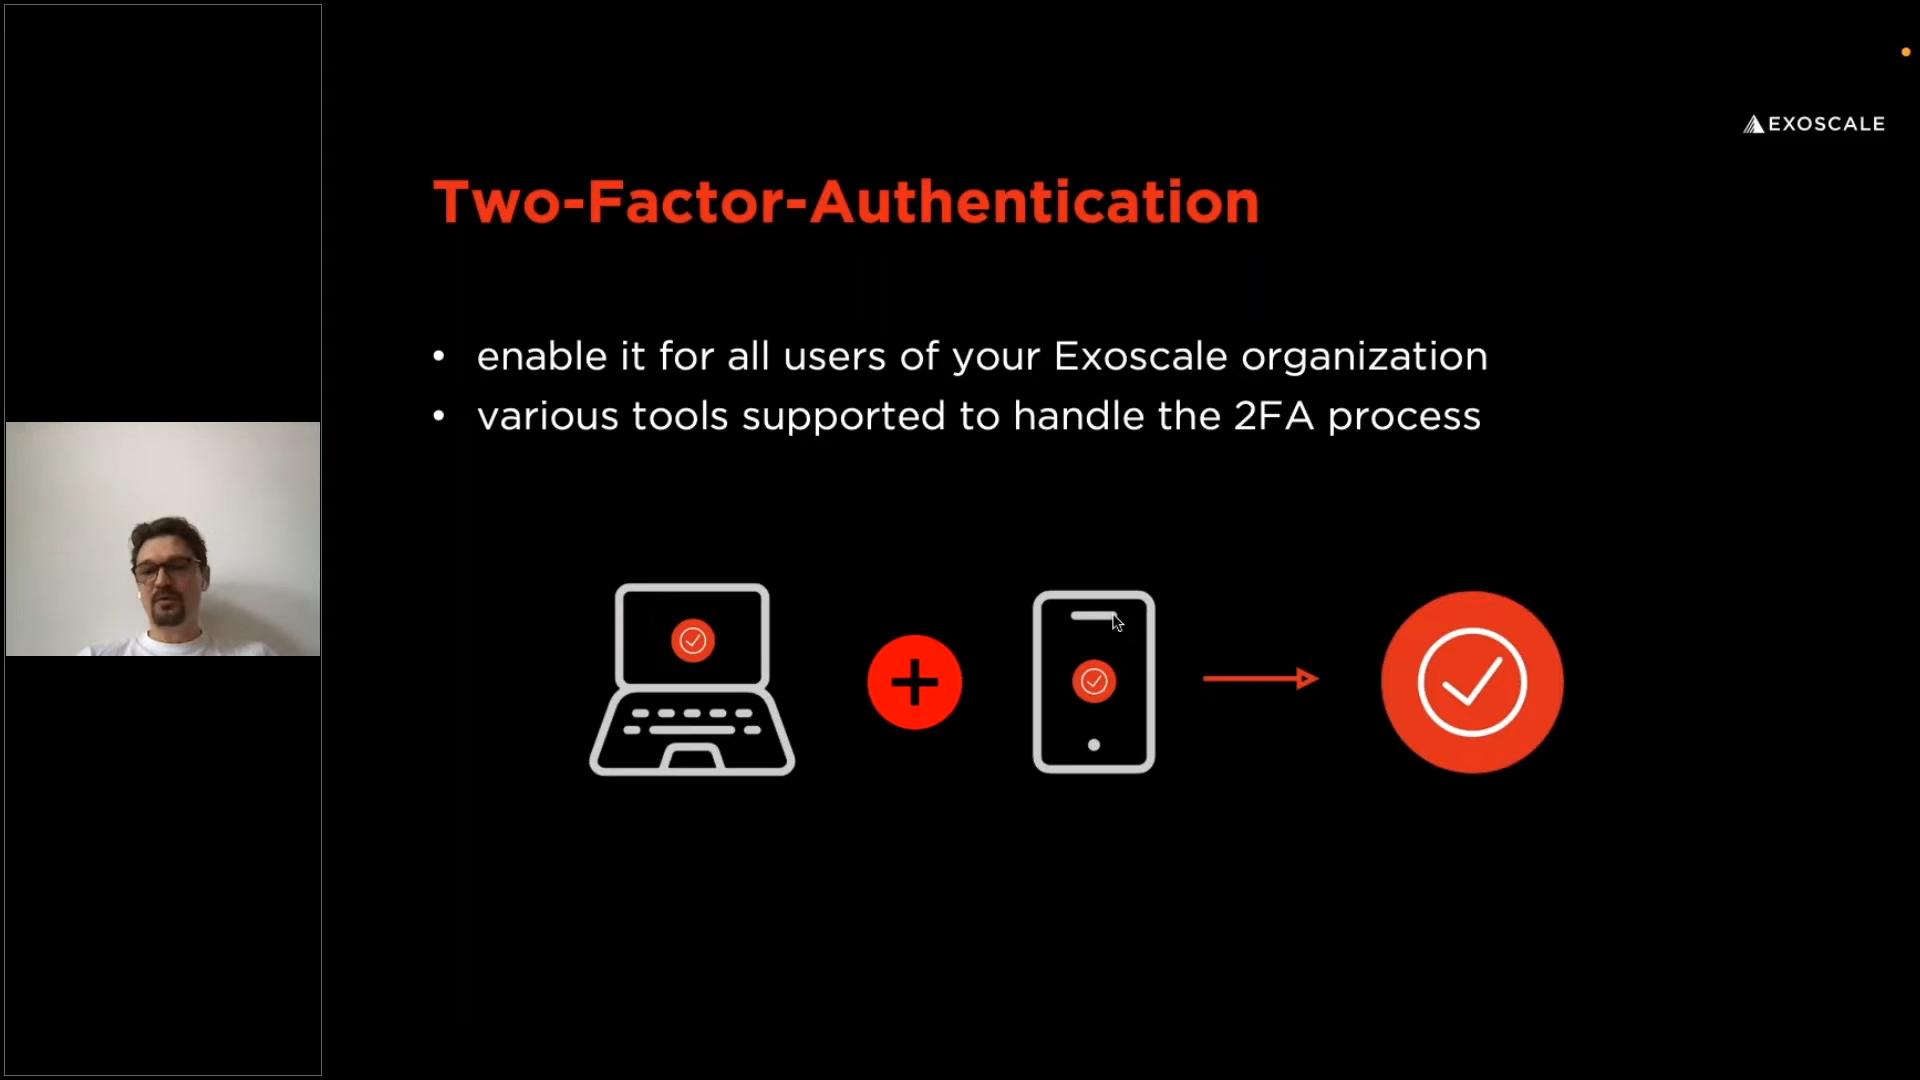 EXOSCALE
Two-Factor-Authentication
• enable it for all users of your Exoscale organization
• various tools supported to handle the 2FA process